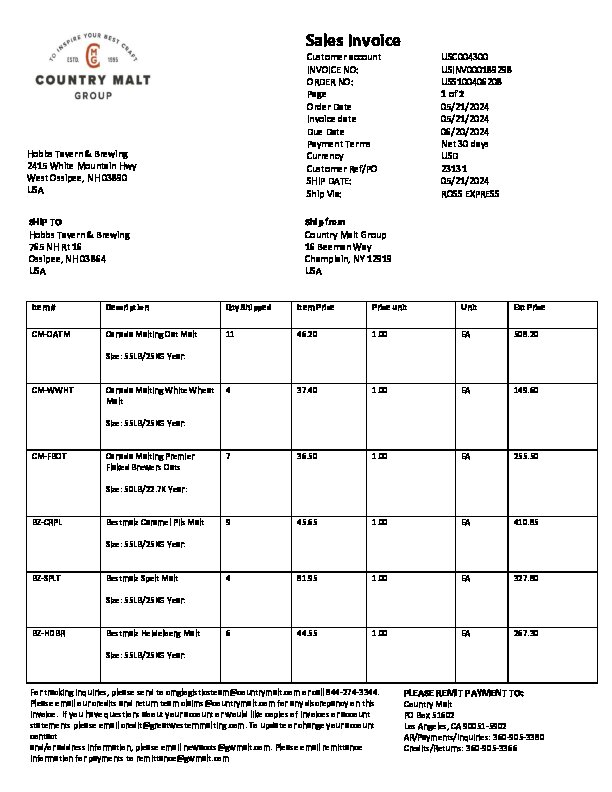 TO INSPIRE YOUR BEST CRAFT
ESTD. CMG 1995
COUNTRY MALT
GROUP
Sales Invoice
Customer account USC004300
INVOICE NO: USINV000189298
ORDER NO: USS100406208
Page 1 of 2
Order Date 05/21/2024
Invoice date 05/21/2024
Due Date 06/20/2024
Payment Terms Net 30 days
Currency USD
Customer Ref/PO 23131
SHIP DATE: 05/21/2024
Ship Via: ROSS EXPRESS
Hobbs Tavern & Brewing
2415 White Mountain Hwy
West Ossipee, NH 03890
USA
SHIP TO
Hobbs Tavern & Brewing
765 NH Rt 16
Ossipee, NH 03864
USA
Ship from
Country Malt Group
16 Beeman Way
Champlain, NY 12919
USA
Item # Description Qty Shipped Item Price Price unit Unit Ext Price
CM-OATM Canada Malting Oat Malt 11 46.20 1.00 EA 508.20
Size: 55LB/25KG Year:
CM-WWHT Canada Malting White Wheat 4 37.40 1.00 EA 149.60
Malt
Size: 55LB/25KG Year:
CM-FBOT Canada Malting Premier 7 36.50 1.00 EA 255.50
Flaked Brewers Oats
Size: 50LB/22.7K Year:
BZ-CRPL Bestmalz Caramel Pils Malt 9 45.65 1.00 EA 410.85
Size: 55LB/25KG Year:
BZ-SPLT Bestmalz Spelt Malt 4 81.95 1.00 EA 327.80
Size: 55LB/25KG Year:
BZ-HDBR Bestmalz Heidelberg Malt 6 44.55 1.00 EA 267.30
Size: 55LB/25KG Year:
For tracking inquiries, please send to cmglogisticsteam@countrymalt.com or call 844-274-3344.
Please email our credits and return team claims@countrymalt.com for any discrepancy on this
invoice. If you have questions about your account or would like copies of invoices or account
statements please email credit@greatwesternmalting.com. To update or change your account
contact
and/or address information, please email newaccts@gwmalt.com. Please email remittance
information for payments to remittance@gwmalt.com
PLEASE REMIT PAYMENT TO:
Country Malt
PO Box 51602
Los Angeles, CA 90051-5902
AR/Payments/Inquiries: 360-905-3380
Credits/Returns: 360-905-3366